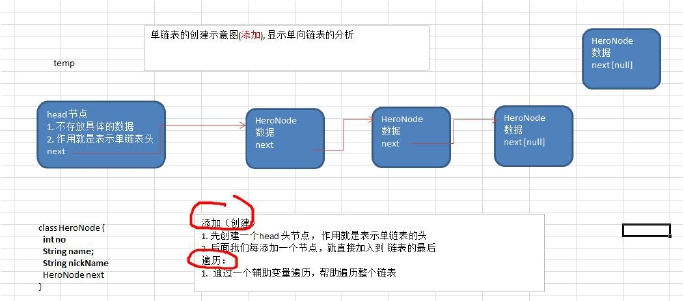 单链表的创建示意图(添加), 显示单向链表的分析
HeroNode
数据
next [null]
temp
head 节点
1. 不存放具体的数据
2. 作用就是表示单链表头
next
HeroNode
数据
next
HeroNode
数据
next
HeroNode
数据
next [null]
class HeroNode {
int no
String name;
String nickName
HeroNode next
}
添加（创建）
1. 先创建一个head 头节点， 作用就是表示单链表的头
2. 后面我们每添加一个节点，就直接加入到 链表的最后
遍历：
1. 通过一个辅助变量遍历，帮助遍历整个链表